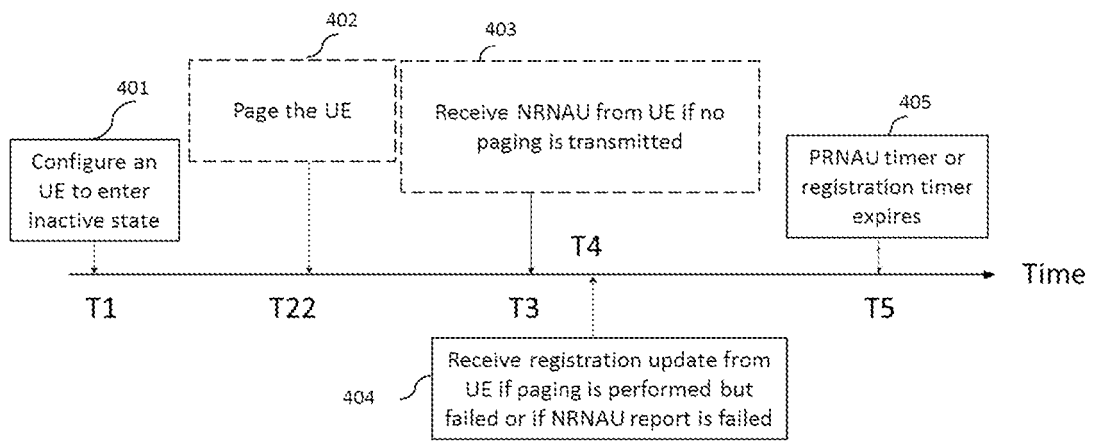 401
Configure an
UE to enter
inactive state
402
Page the UE
403
Receive NRNAU from UE if no
paging is transmitted
405
PRNAU timer or
registration timer
expires
T4
Time
T1
T22
T3
T5
404
Receive registration update from
UE if paging is performed but
failed or if NRNAU report is failed